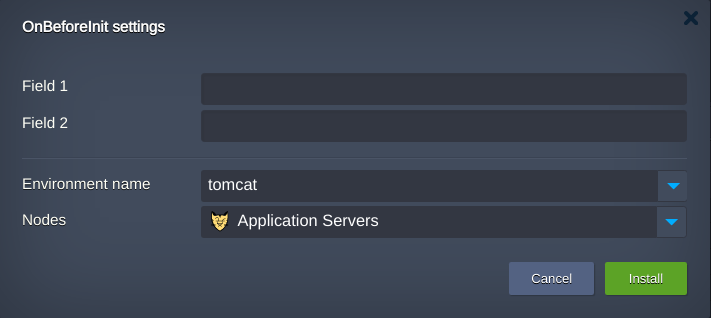 OnBeforeInit settings
Field 1
Field 2
Environment name
tomcat
Nodes
Application Servers
Cancel
Install